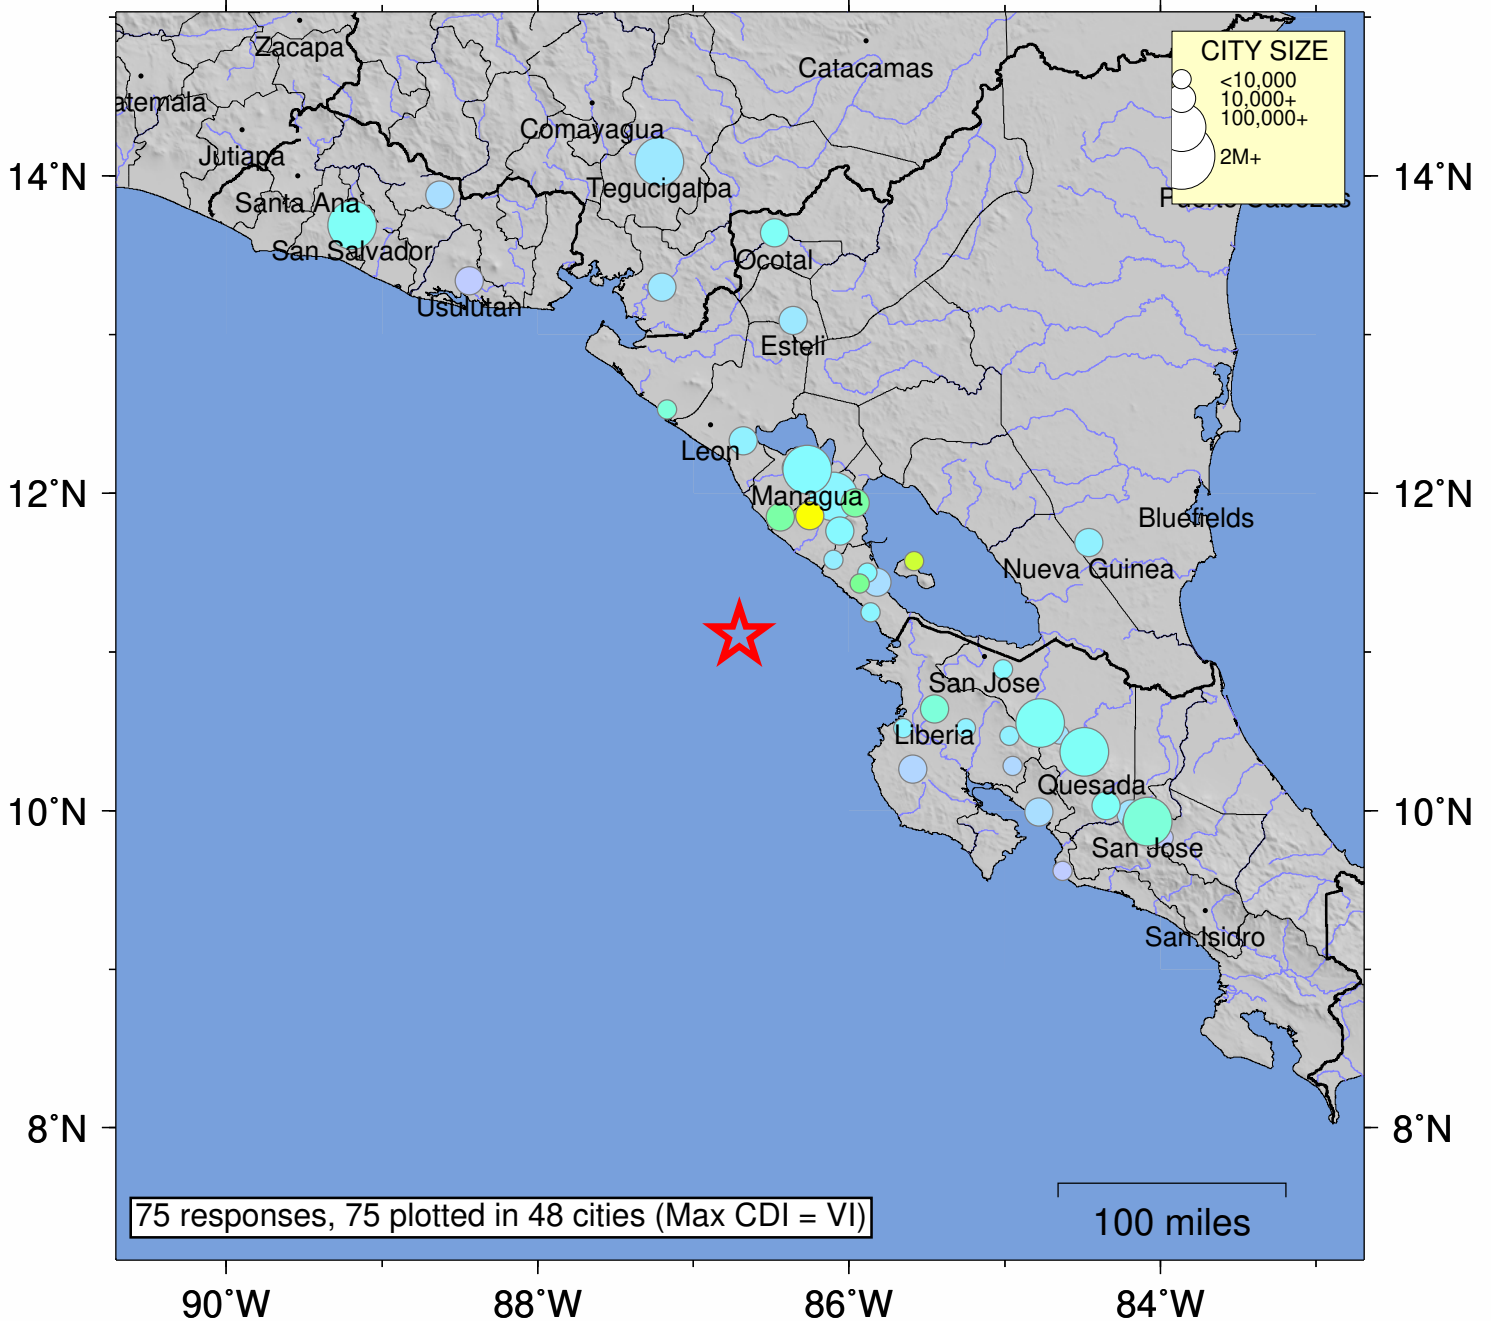 Zacapa
Catacamas
CITY SIZE
<10,000
10,000+
100,000+
2M+
atemala
Comayagua
Jutiapa
14°N
14°N
Tegucigalpa
Santa Ana
Puerto Cabezas
San Salvador
Ocotal
Usulutan
Esteli
Leon
12°N
Managua
12°N
Bluefields
Nueva Guinea
San Jose
Liberia
Quesada
10°N
10°N
San Jose
San Isidro
8°N
8°N
75 responses, 75 plotted in 48 cities (Max CDI = VI)
100 miles
90°W
88°W
86°W
84°W